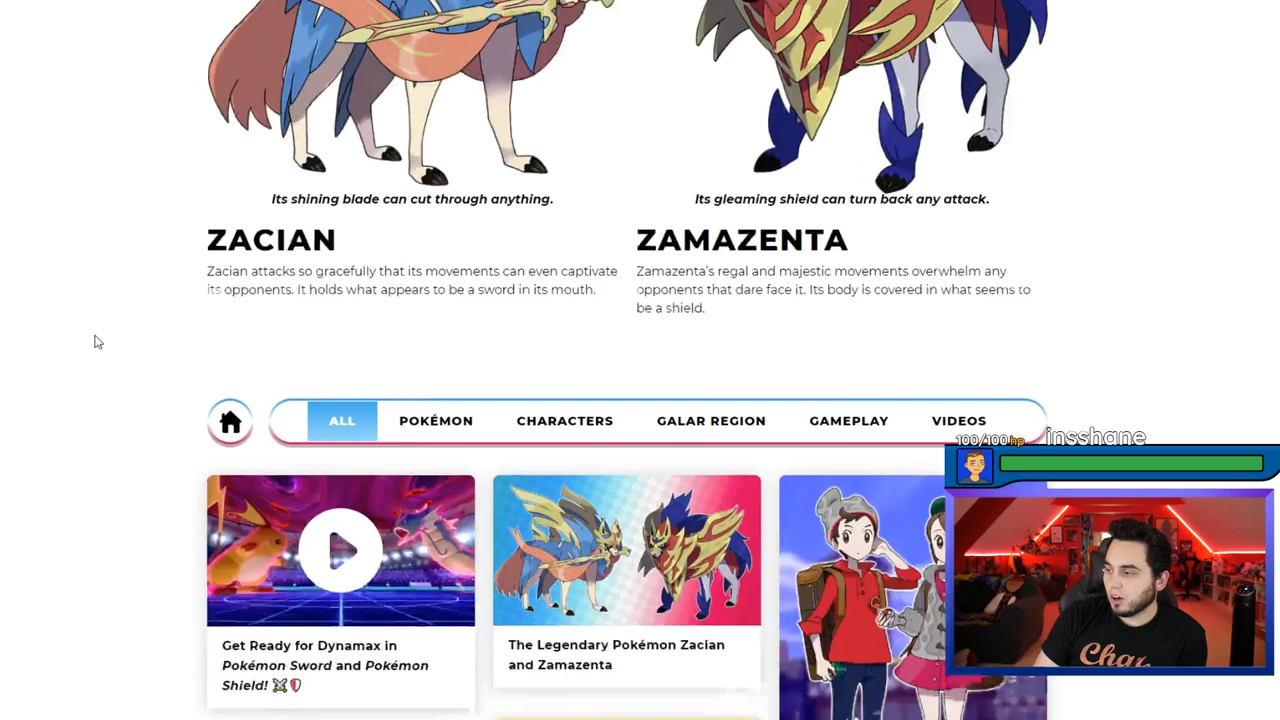 Its shining blade can cut through anything.
Its gleaming shield can turn back any attack.
ZACIAN
Zacian attacks so gracefully that its movements can even captivate
its opponents. It holds what appears to be a sword in its mouth.
ZAMAZENTA
Zamazenta's regal and majestic movements overwhelm any
opponents that dare face it. Its body is covered in what seems to
be a shield.
ALL
POKÉMON
CHARACTERS
GALAR REGION
GAMEPLAY
VIDEOS
100/100 hp
insshane
Get Ready for Dynamax in
Pokémon Sword and Pokémon
Shield!
The Legendary Pokémon Zacian
and Zamazenta